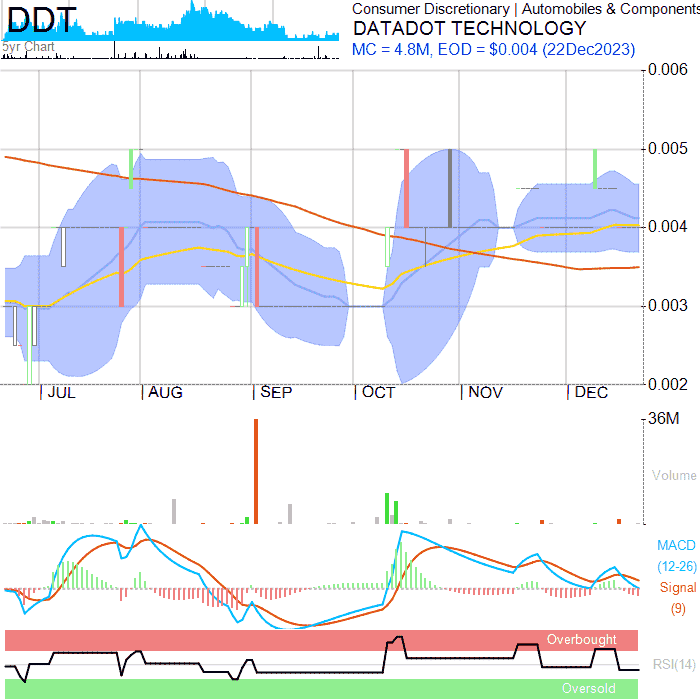 DDT
5yr Chart
Consumer Discretionary | Automobiles & Components
DATADOT TECHNOLOGY
MC = 4.8M, EOD = $0.004 (22Dec2023)
0.006
0.005
0.004
0.003
0.002
| JUL | AUG | SEP | OCT | NOV | DEC
36M
Volume
MACD
(12-26)
Signal
(9)
Overbought
RSI(14)
Oversold